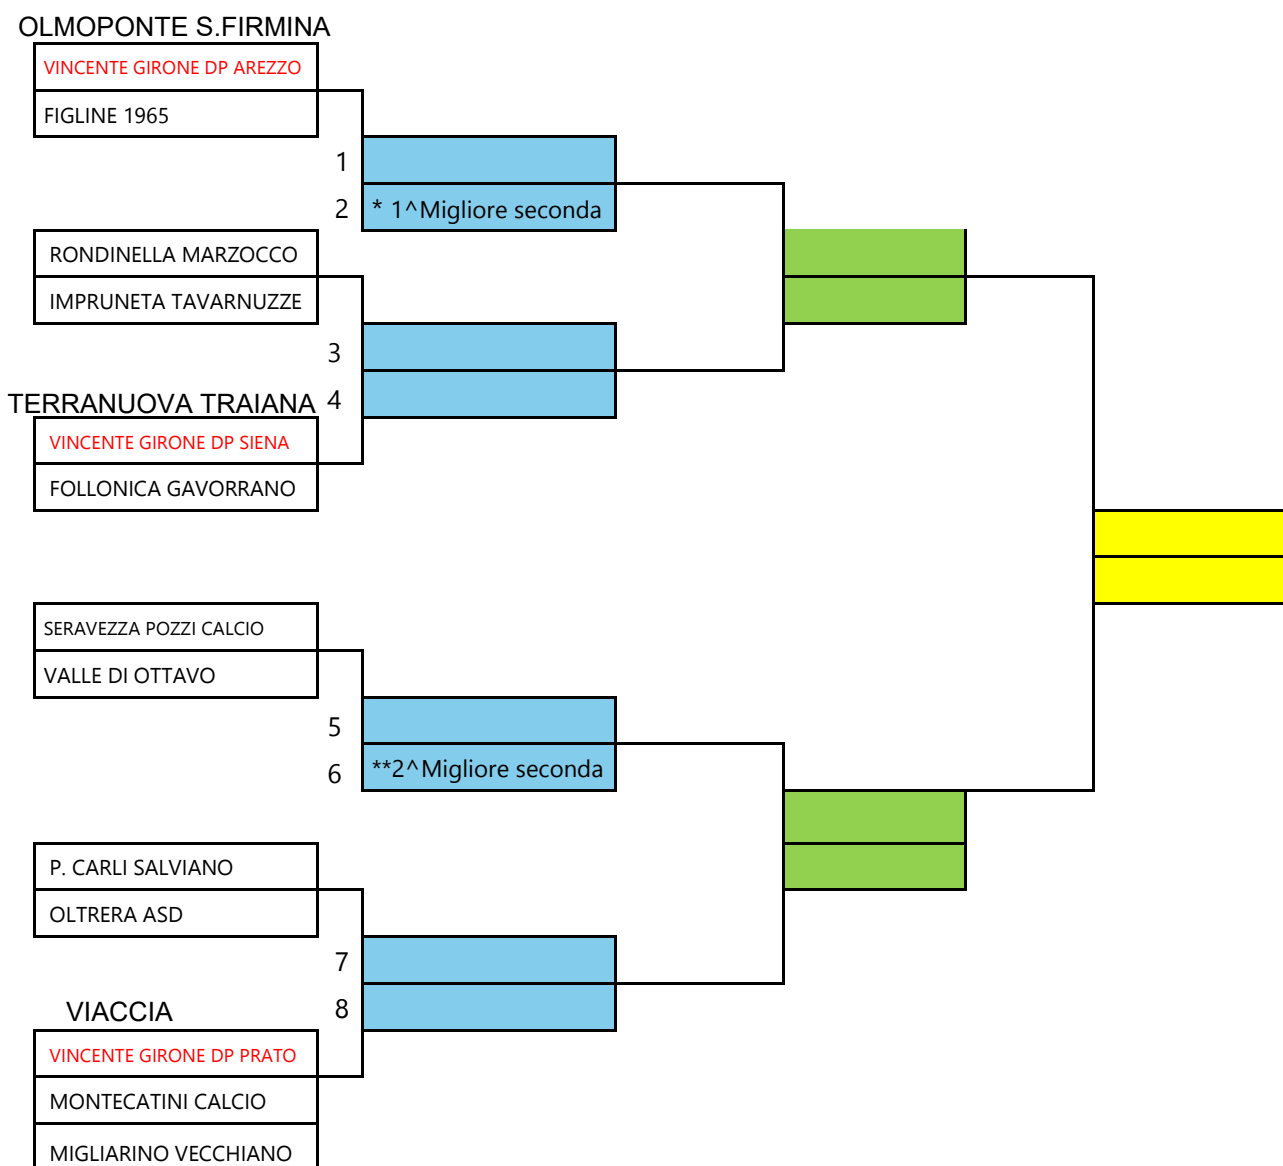 OLMOPONTE S.FIRMINA
VINCENTE GIRONE DP AREZZO
FIGLINE 1965
1
2
* 1^Migliore seconda
RONDINELLA MARZOCCO
IMPRUNETA TAVARNUZZE
3
4
TERRANUOVA TRAIANA
VINCENTE GIRONE DP SIENA
FOLLONICA GAVORRANO
SERAVEZZA POZZI CALCIO
VALLE DI OTTAVO
5
6
**2^Migliore seconda
P. CARLI SALVIANO
OLTRERA ASD
7
8
VIACCIA
VINCENTE GIRONE DP PRATO
MONTECATINI CALCIO
MIGLIARINO VECCHIANO